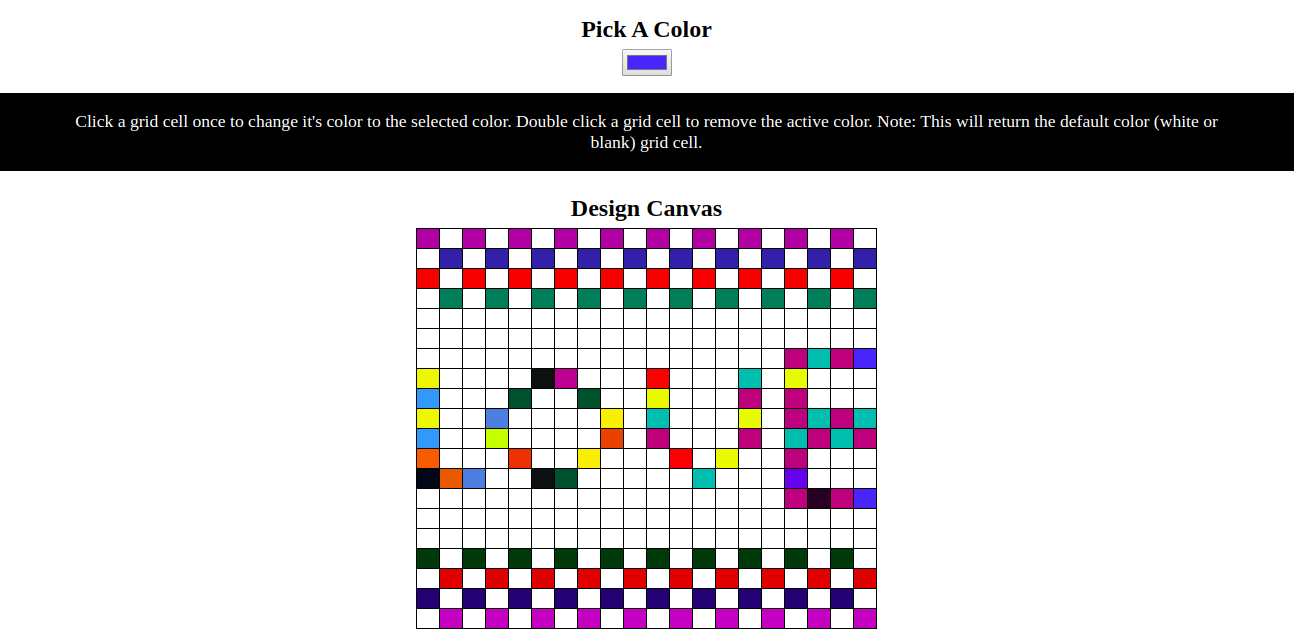 Pick A Color
Click a grid cell once to change it's color to the selected color. Double click a grid cell to remove the active color. Note: This will return the default color (white or
blank) grid cell.
Design Canvas
LOVE